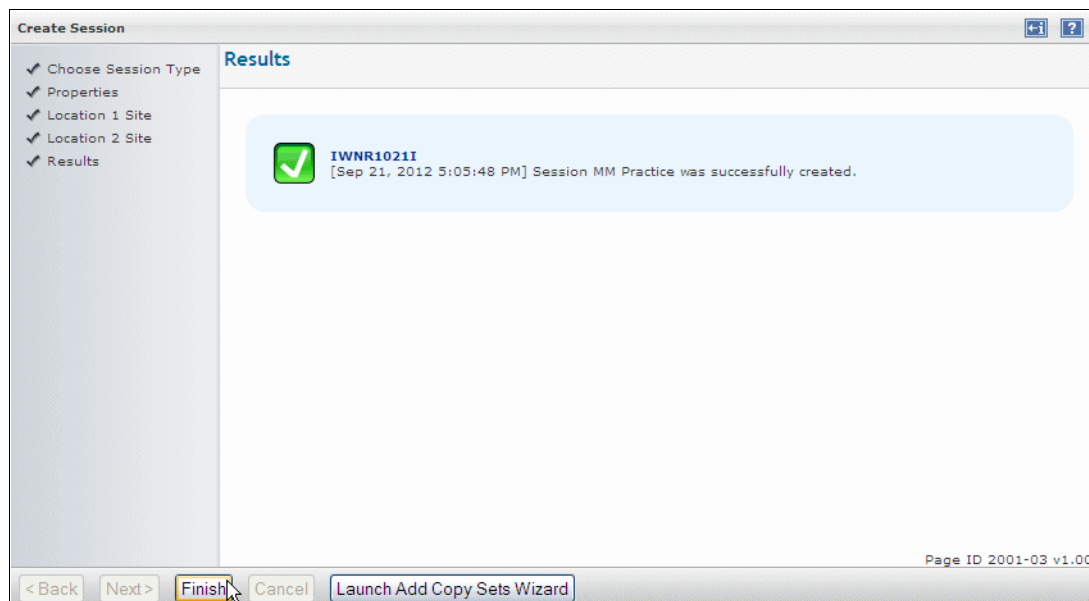 Create Session
?
Choose Session Type
Properties
Location 1 Site
Location 2 Site
Results
Results
IWNR1021I
[Sep 21, 2012 5:05:48 PM] Session MM Practice was successfully created.
Page ID 2001-03 v1.00
< Back Next > Finish Cancel Launch Add Copy Sets Wizard